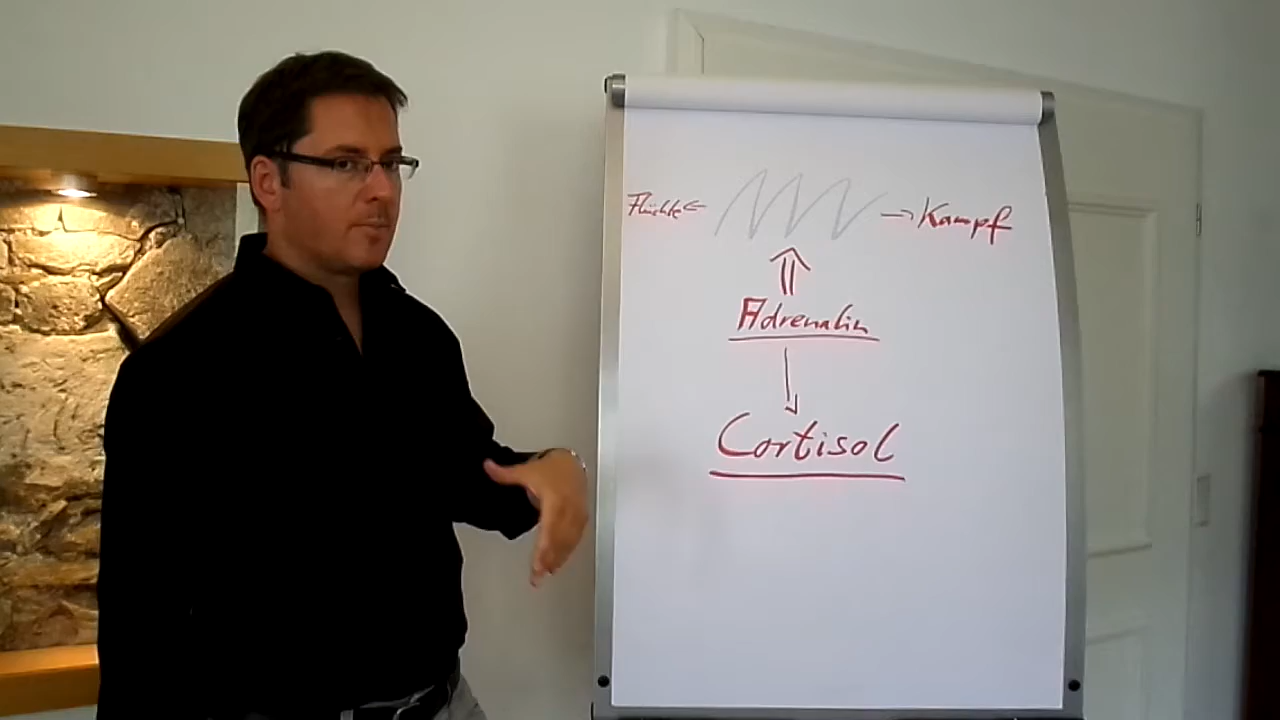 Flüchte ← → Kampf
Adrenalin
Cortisol